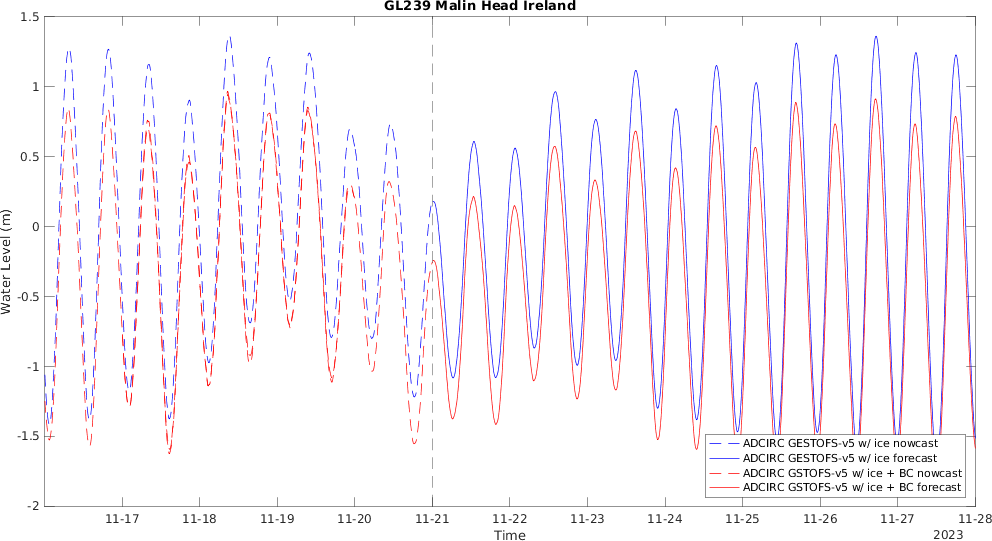 GL239 Malin Head Ireland
1.5
1
0.5
0
-0.5
-1
-1.5
-2
Water Level (m)
ADCIRC GESTOFS-v5 w/ ice nowcast
ADCIRC GESTOFS-v5 w/ ice forecast
ADCIRC GSTOFS-v5 w/ ice + BC nowcast
ADCIRC GSTOFS-v5 w/ ice + BC forecast
11-17 11-18 11-19 11-20 11-21 11-22 11-23 11-24 11-25 11-26 11-27 11-28
Time
2023